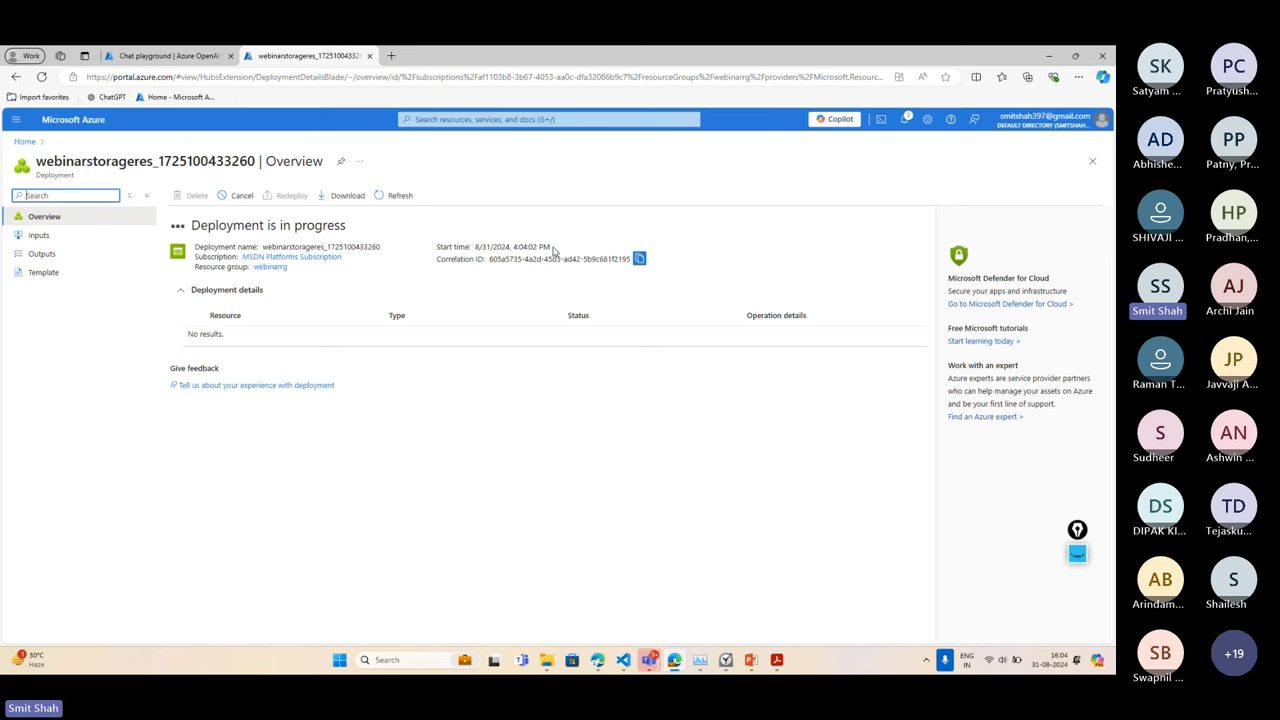 Work
Chat playground | Azure OpenAI
webinarstorageres_17251004332
https://portal.azure.com/#view/HubsExtension/DeploymentDetailsBlade/~/overview/id/%2Fsubscriptions%2Faf1103b8-3b67-4053-aa0c-dfa32086b9c7%2FresourceGroups%2Fwebinarrg%2Fproviders%2FMicrosoft.Resourc...
Import favorites
ChatGPT
Home - Microsoft A...
Microsoft Azure
Search resources, services, and docs (G+/)
Copilot
2
smitshah397@gmail.com
DEFAULT DIRECTORY (SMITSHAH...
Home
webinarstorageres_1725100433260 | Overview
Deployment
Search
Delete
Cancel
Redeploy
Download
Refresh
Overview
Inputs
Outputs
Template
Deployment is in progress
Deployment name: webinarstorageres_1725100433260
Subscription: MSDN Platforms Subscription
Resource group: webinarrg
Start time: 8/31/2024, 4:04:02 PM
Correlation ID: 605a5735-4a2d-45d3-ad42-5b9c681f2195
Deployment details
Resource
Type
Status
Operation details
No results.
Give feedback
Tell us about your experience with deployment
Microsoft Defender for Cloud
Secure your apps and infrastructure
Go to Microsoft Defender for Cloud >
Free Microsoft tutorials
Start learning today >
Work with an expert
Azure experts are service provider partners
who can help manage your assets on Azure
and be your first line of support.
Find an Azure expert >
1
30°C
Haze
Search
ENG
IN
16:04
31-08-2024
SK
Satyam ...
PC
Pratyush...
AD
Abhishe...
PP
Patny, Pr...
SHIVAJI ...
HP
Pradhan,...
SS
Smit Shah
AJ
Archi Jain
Raman T...
JP
Javvaji A...
S
Sudheer
AN
Ashwin ...
DS
DIPAK KI...
TD
Tejasku...
AB
Arindam...
S
Shailesh
SB
Swapnil ...
+19
Smit Shah